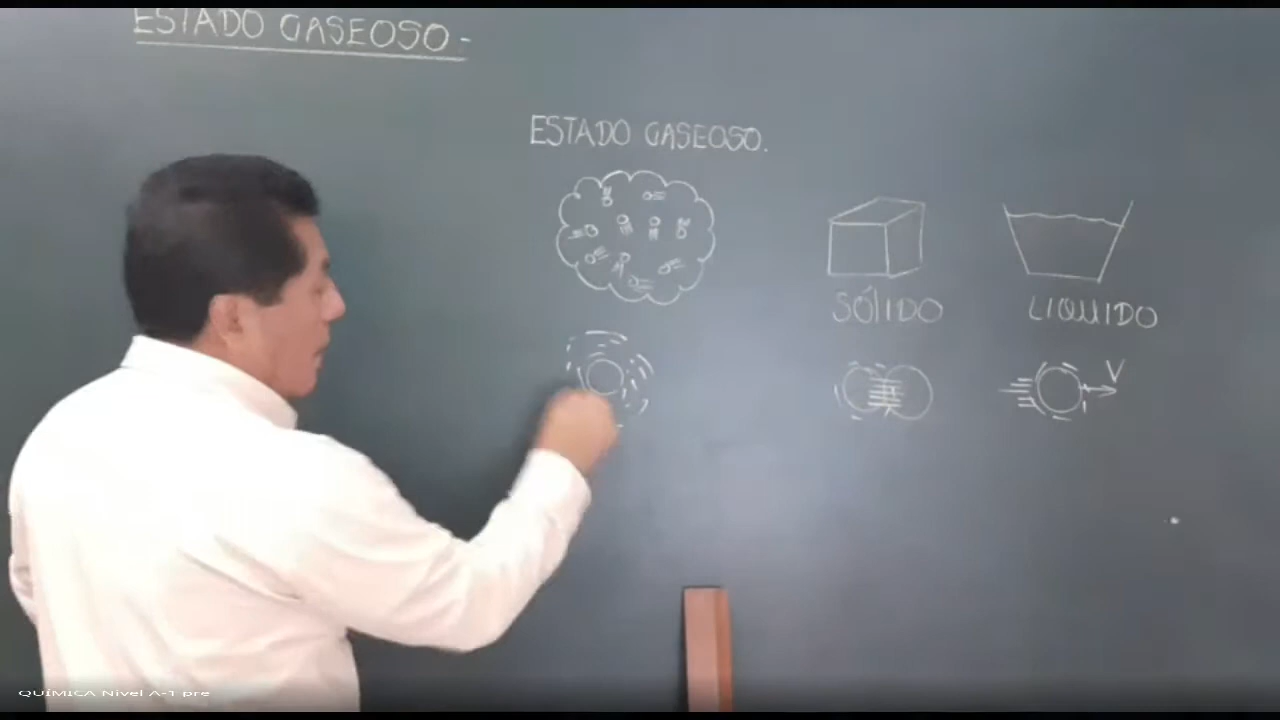 ESTADO GASEOSO.-
ESTADO GASEOSO.
SÓLIDO
LIQUIDO
V
QUÍMICA Nivel A-1 pre